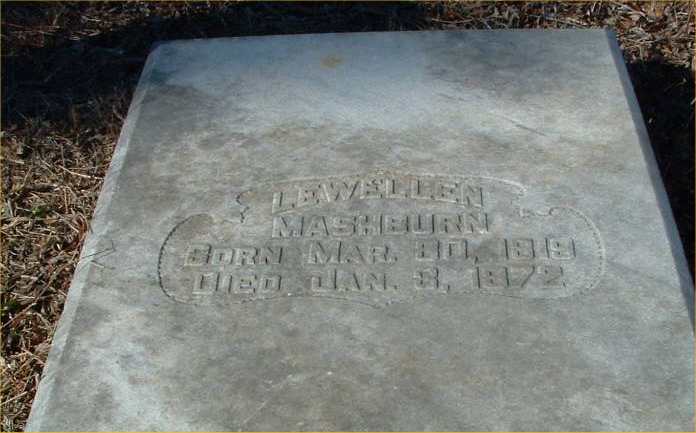 LEWELLEN
MASHBURN
BORN MAR. 30, 1819
DIED JAN. 3, 1872